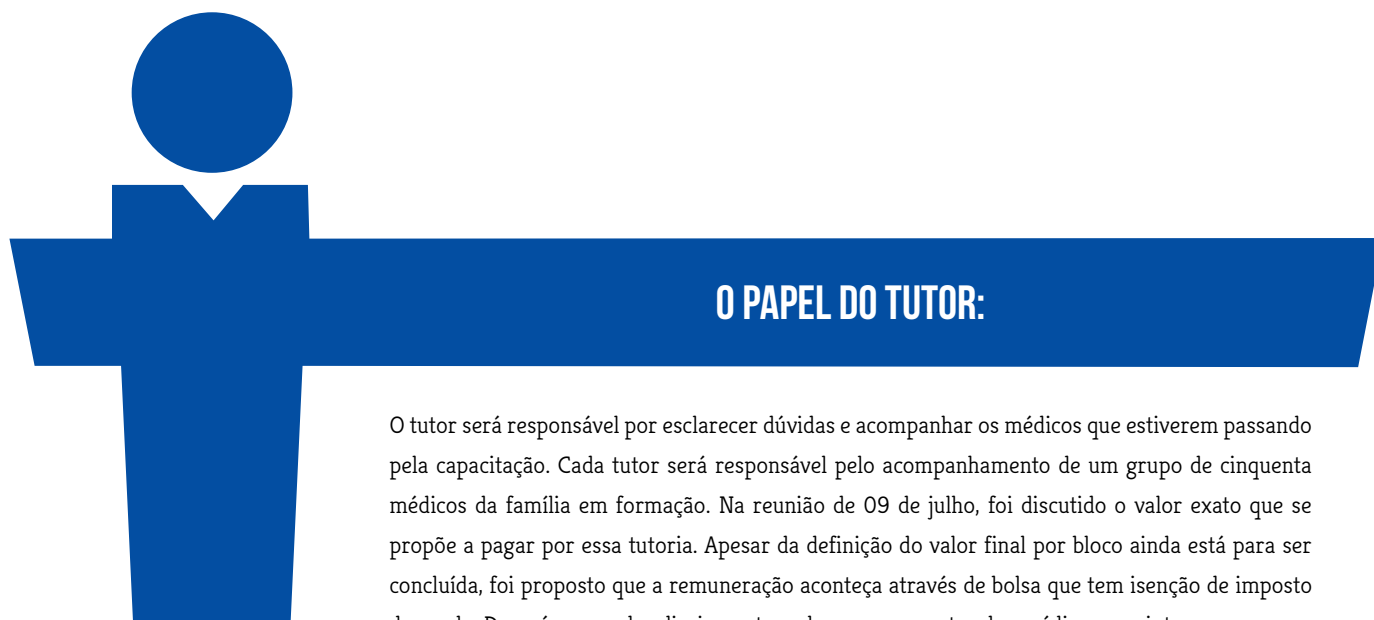 O PAPEL DO TUTOR:
O tutor será responsável por esclarecer dúvidas e acompanhar os médicos que estiverem passando
pela capacitação. Cada tutor será responsável pelo acompanhamento de um grupo de cinquenta
médicos da família em formação. Na reunião de 09 de julho, foi discutido o valor exato que se
propõe a pagar por essa tutoria. Apesar da definição do valor final por bloco ainda está para ser
concluída, foi proposto que a remuneração aconteça através de bolsa que tem isenção de imposto